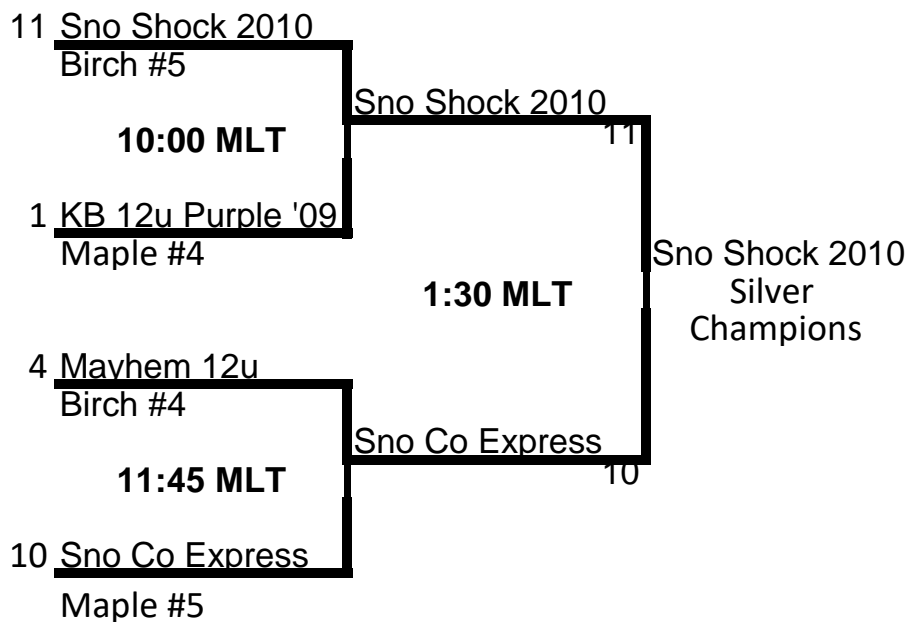 11 Sno Shock 2010
Birch #5
10:00 MLT
1 KB 12u Purple '09
Maple #4
Sno Shock 2010
11
1:30 MLT
Sno Shock 2010
Silver
Champions
4 Mayhem 12u
Birch #4
11:45 MLT
10 Sno Co Express
Maple #5
Sno Co Express
10